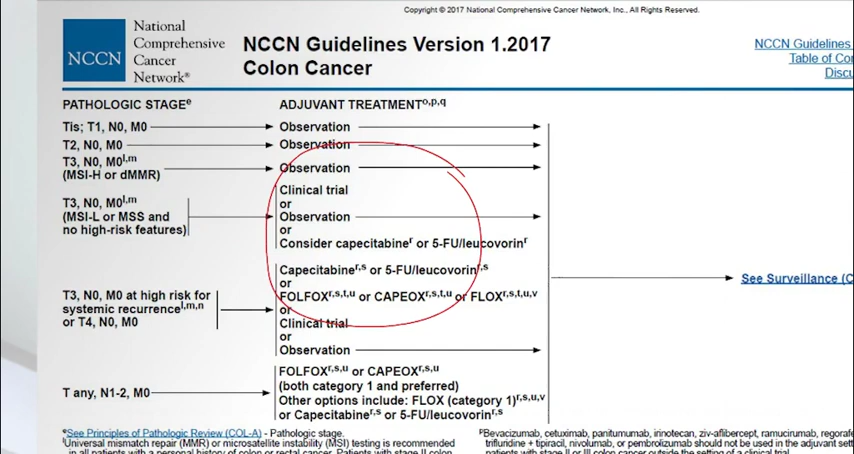 Copyright © 2017 National Comprehensive Cancer Network, Inc., All Rights Reserved.
NCCN
National
Comprehensive
Cancer
Network®
NCCN Guidelines Version 1.2017
Colon Cancer
NCCN Guidelines
Table of Con
Discu
PATHOLOGIC STAGEe
ADJUVANT TREATMENTo,p,q
Tis; T1, N0, M0
Observation
T2, N0, M0
Observation
T3, N0, M0l,m
(MSI-H or dMMR)
Observation
T3, N0, M0l,m
(MSI-L or MSS and
no high-risk features)
Clinical trial
or
Observation
or
Consider capecitabiner or 5-FU/leucovorinr
T3, N0, M0 at high risk for
systemic recurrencel,m,n
or T4, N0, M0
Capecitabiner,s or 5-FU/leucovorinr,s
or
FOLFOXr,s,t,u or CAPEOXr,s,t,u or FLOXr,s,t,u,v
or
Clinical trial
or
Observation
See Surveillance (C
T any, N1-2, M0
FOLFOXr,s,u or CAPEOXr,s,u
(both category 1 and preferred)
Other options include: FLOX (category 1)r,s,u,v
or Capecitabiner,s or 5-FU/leucovorinr,s
eSee Principles of Pathologic Review (COL-A) - Pathologic stage.
lUniversal mismatch repair (MMR) or microsatellite instability (MSI) testing is recommended
in all patients with a personal history of colon or rectal cancer. Patients with stage II colon
pBevacizumab, cetuximab, panitumumab, irinotecan, ziv-aflibercept, ramucirumab, regorafe
trifluridine + tipiracil, nivolumab, or pembrolizumab should not be used in the adjuvant sett
patients with stage II or III colon cancer outside the setting of a clinical trial.